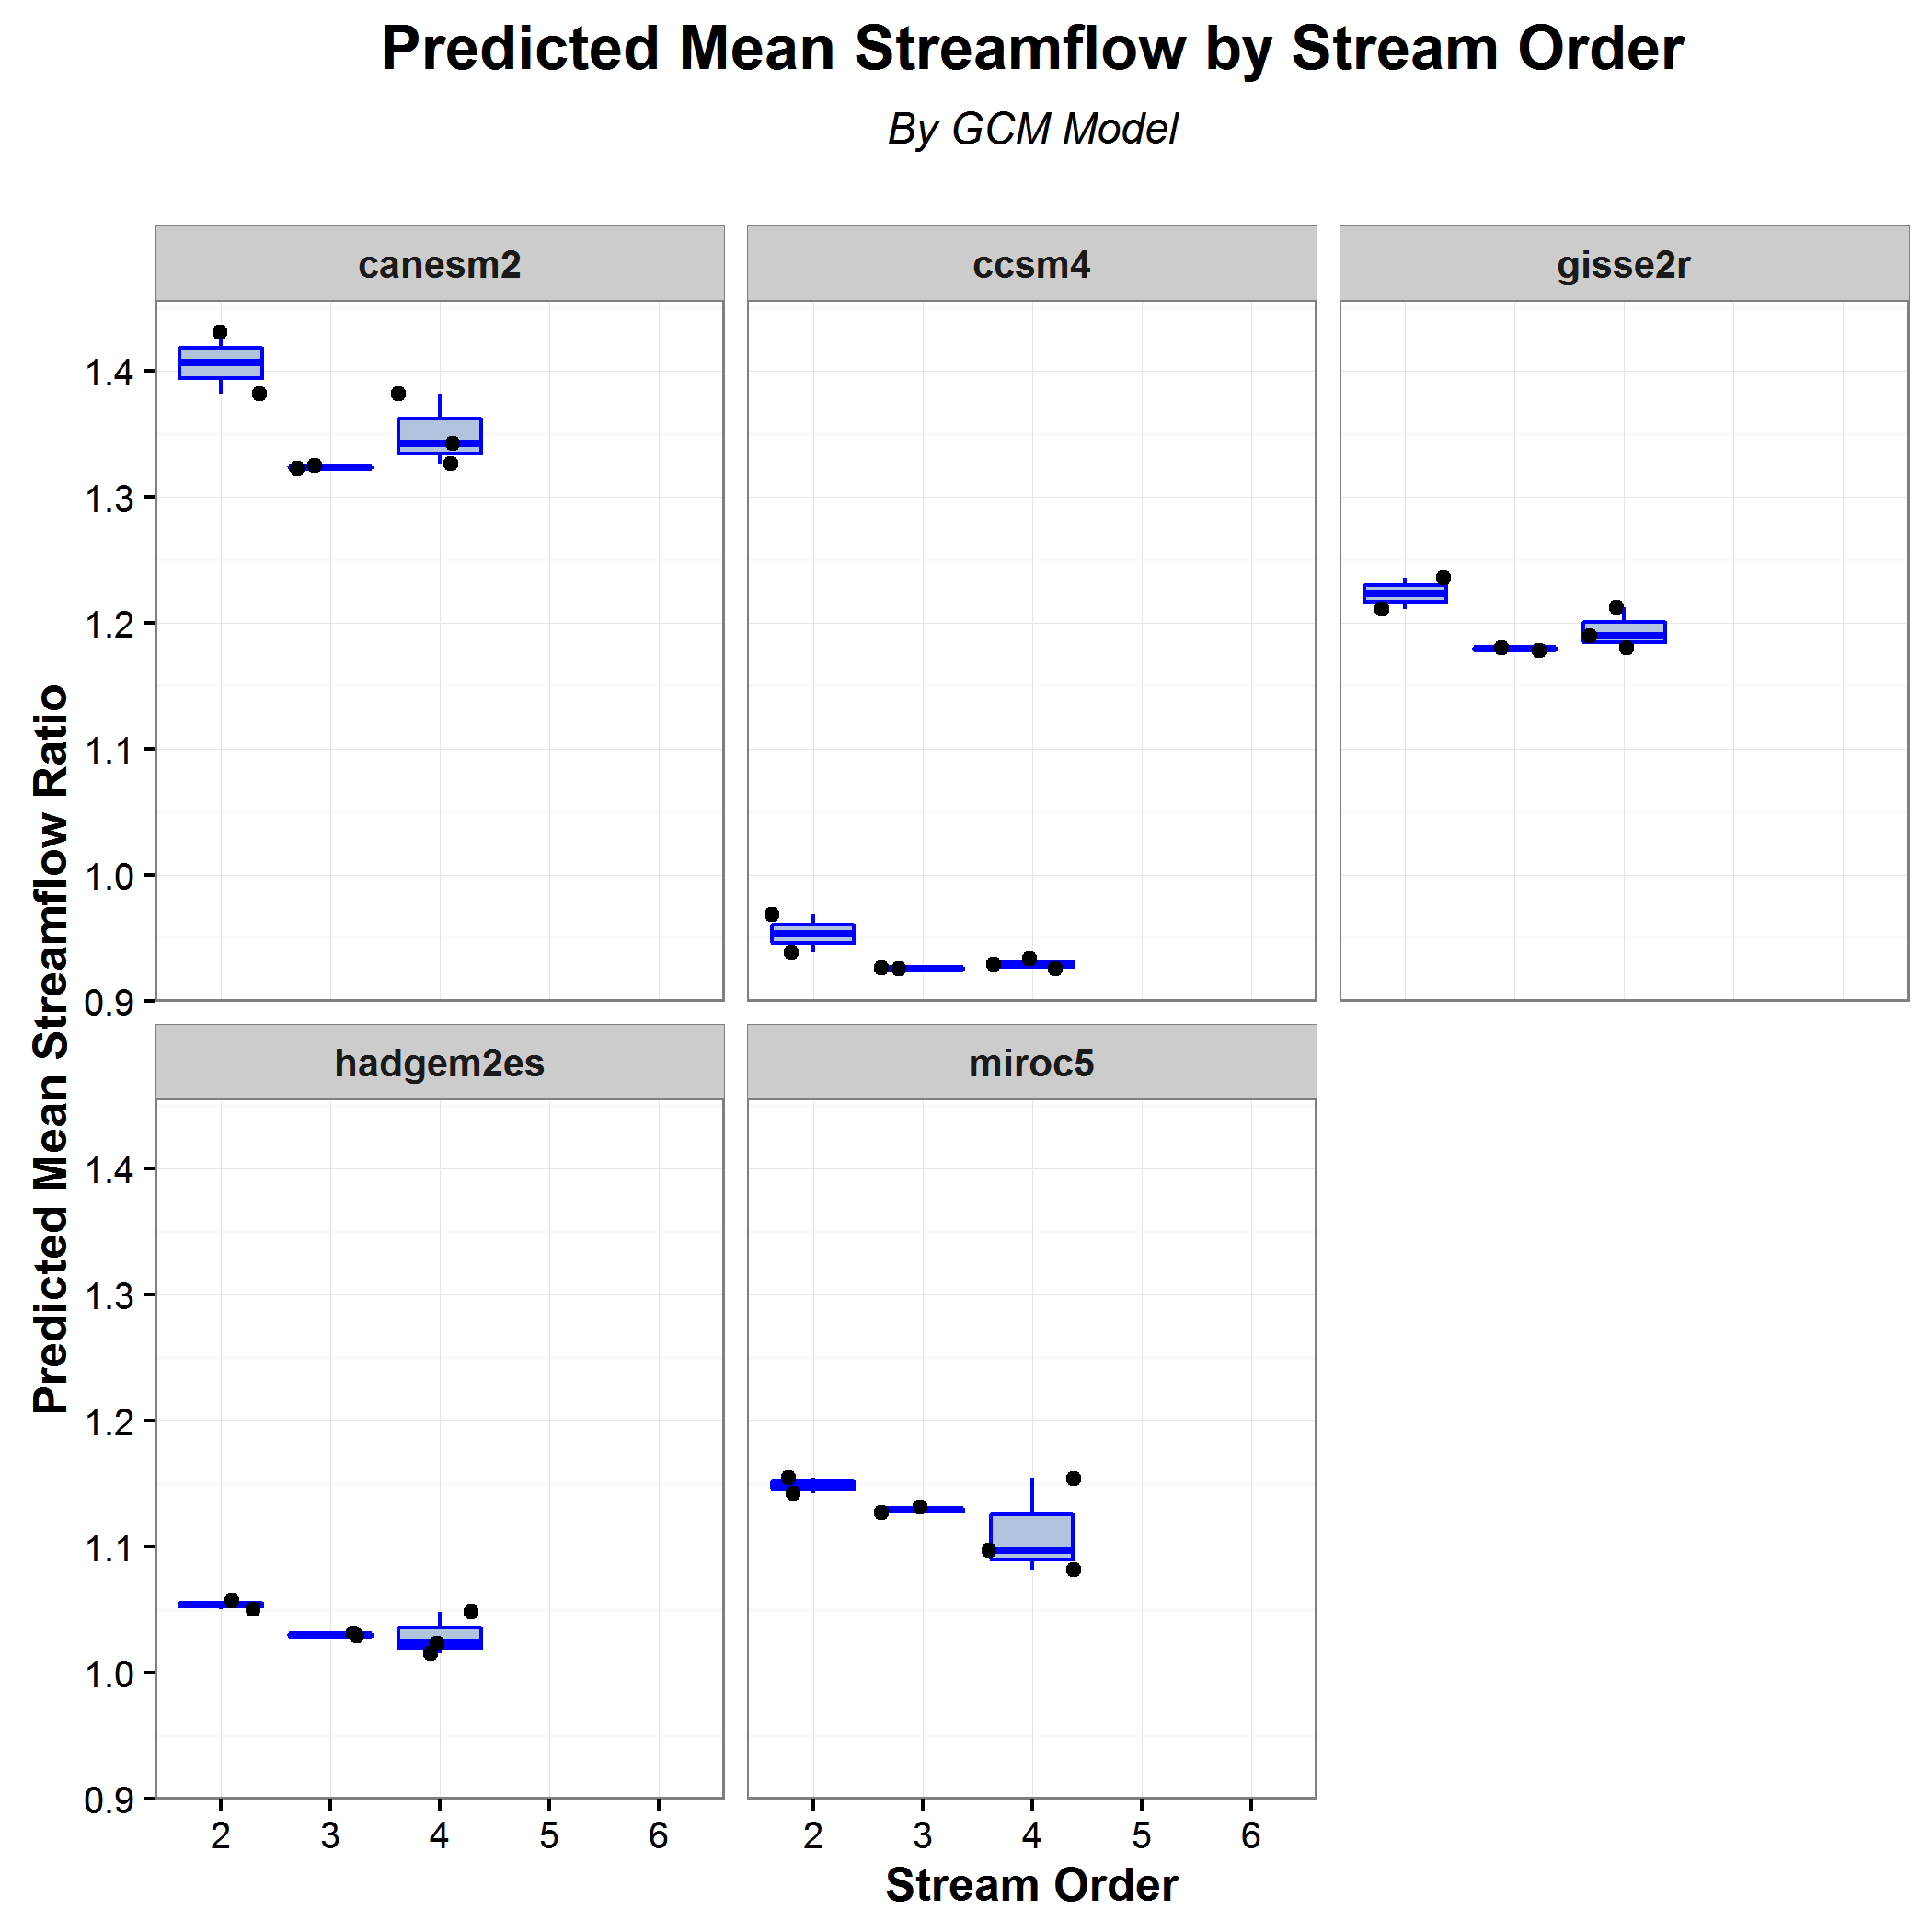 Predicted Mean Streamflow by Stream Order
By GCM Model
canesm2
ccsm4
gisse2r
1.4
1.3
1.2
1.1
1.0
0.9
hadgem2es
miroc5
1.4
1.3
1.2
1.1
1.0
0.9
2 3 4 5 6
2 3 4 5 6
Predicted Mean Streamflow Ratio
Stream Order